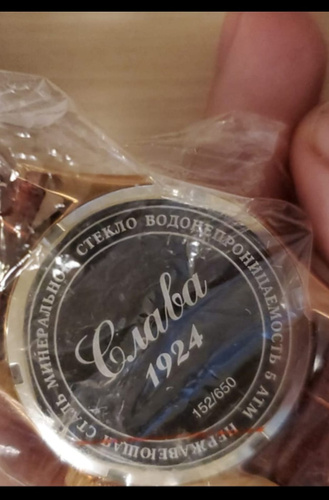 НЕРЖАВЕЮЩАЯ СТАЛЬ МИНЕРАЛЬНОЕ СТЕКЛО ВОДОНЕПРОНИЦАЕМОСТЬ 5 АТМ
Слава
1924
152/650